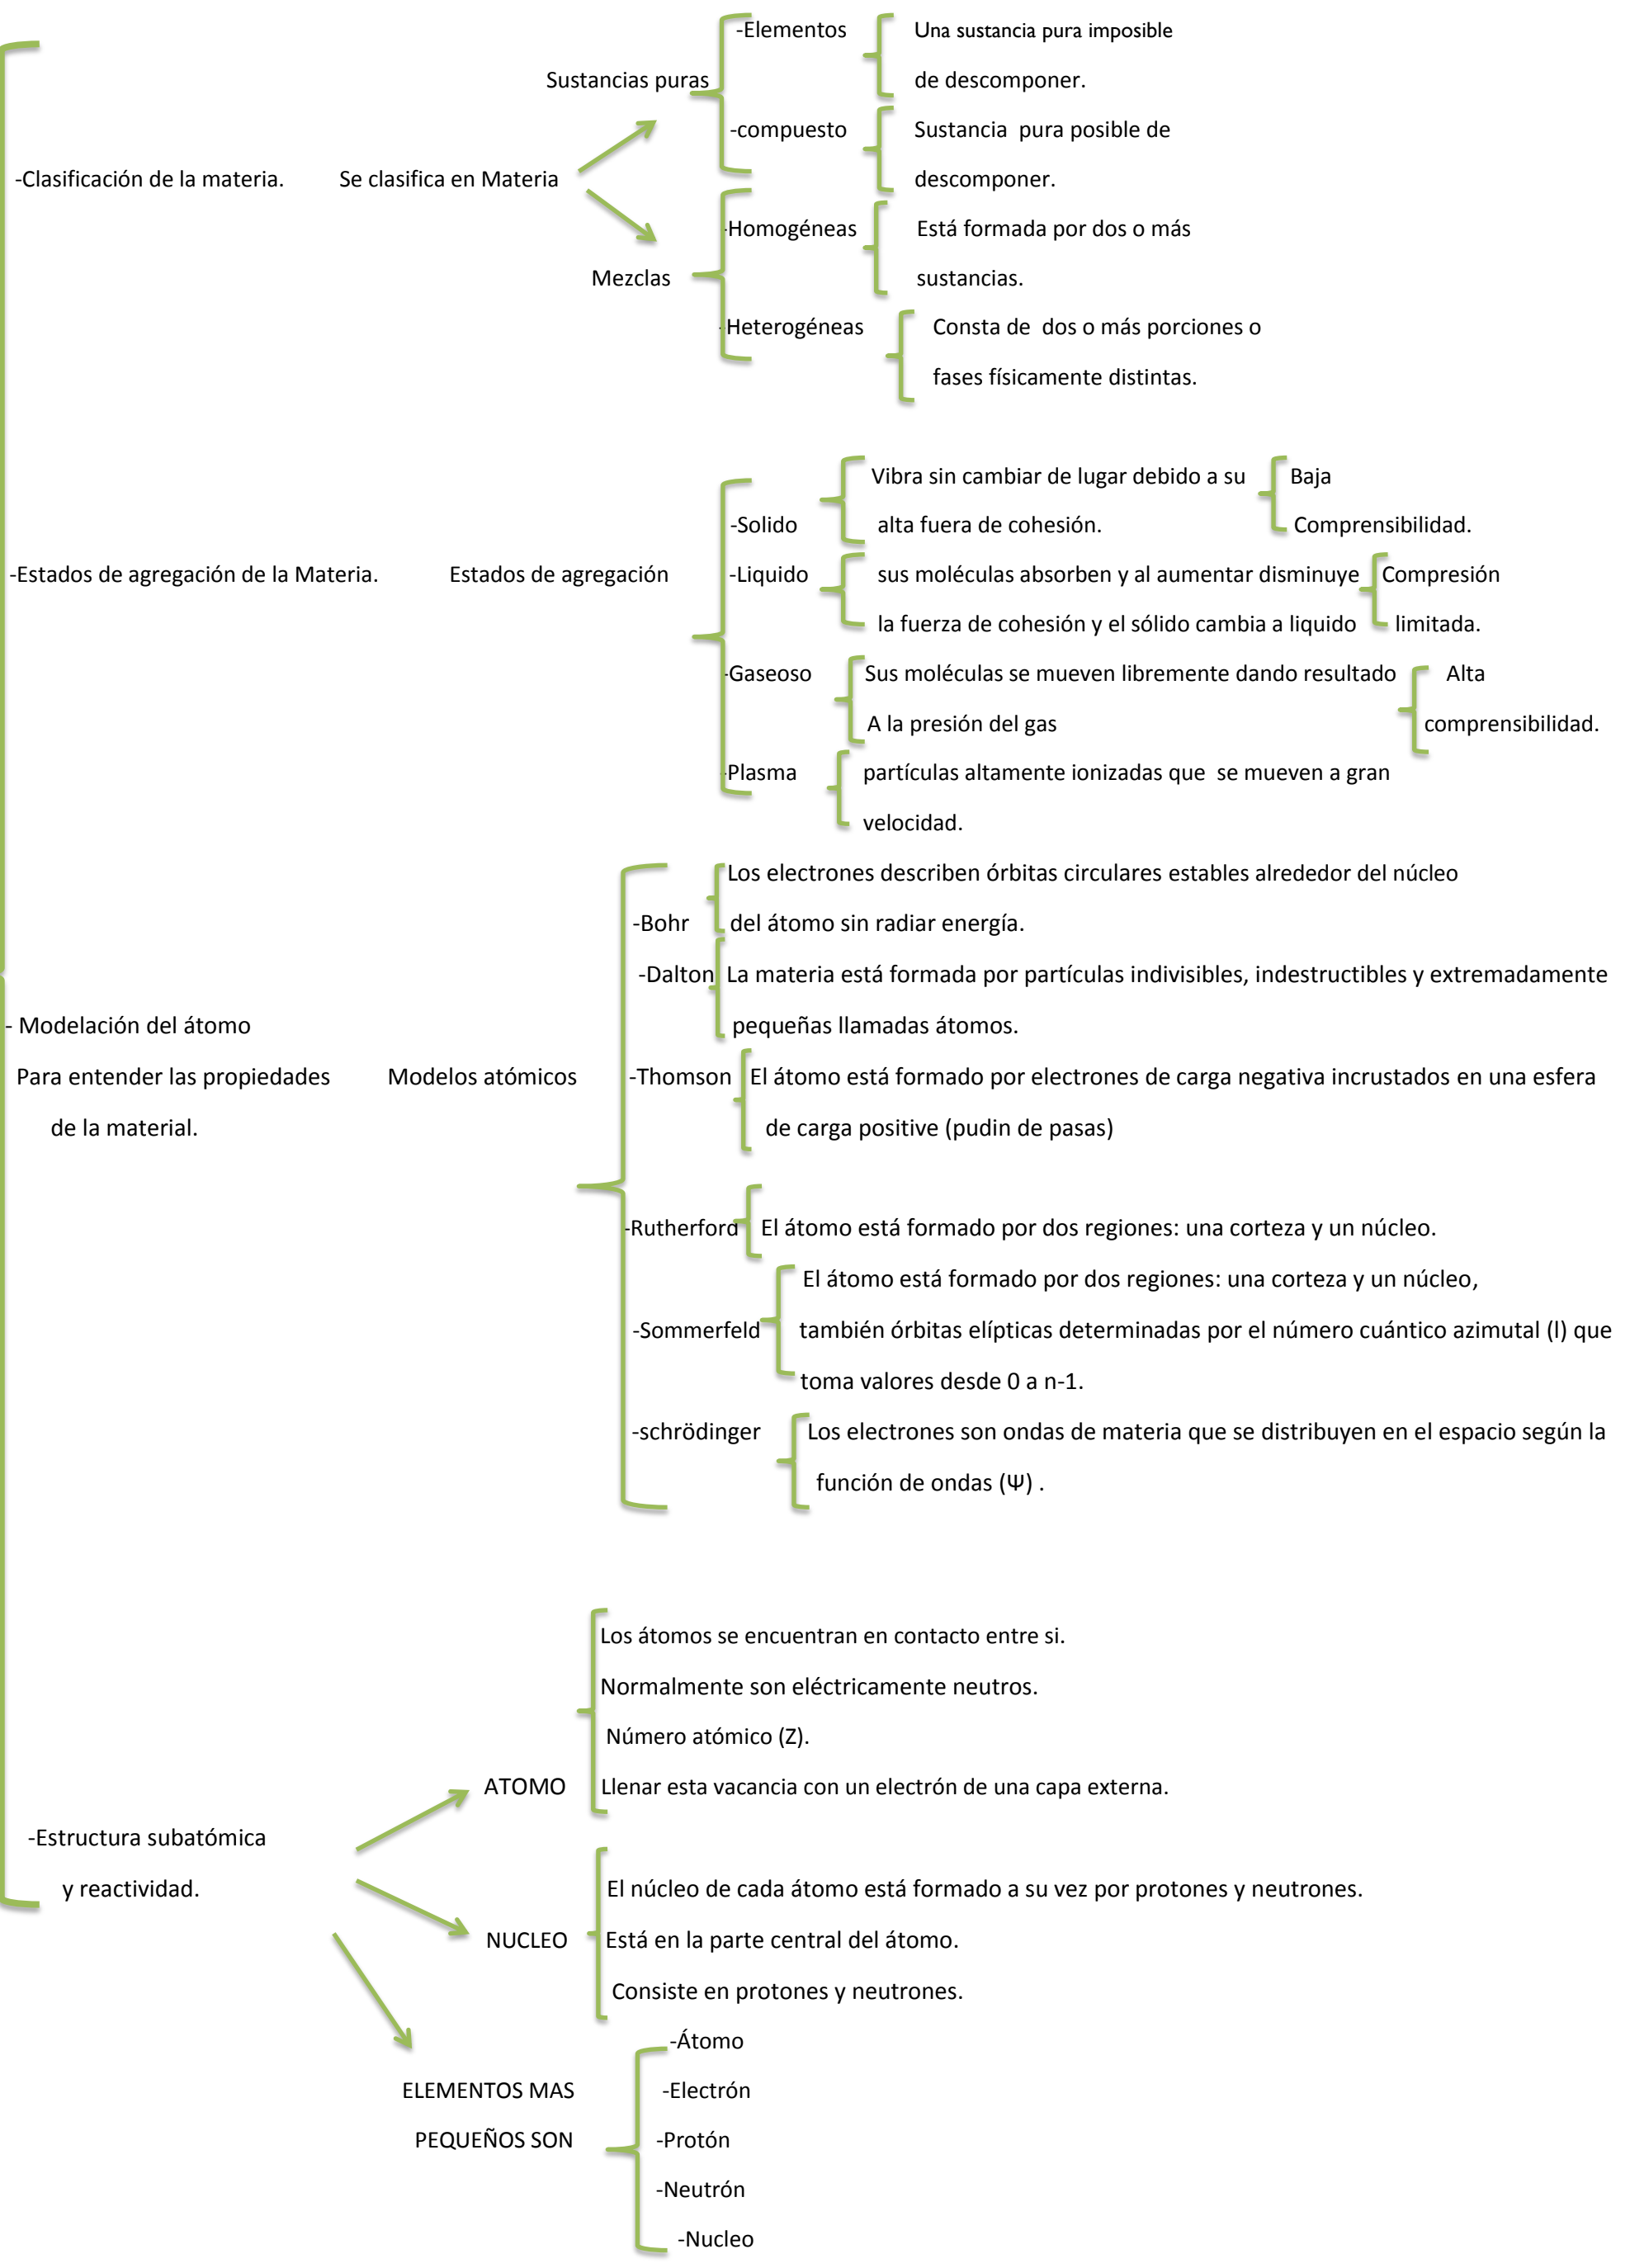 -Elementos Una sustancia pura imposible
Sustancias puras de descomponer.
-compuesto Sustancia pura posible de
-Clasificación de la materia. Se clasifica en Materia descomponer.
-Homogéneas Está formada por dos o más
Mezclas sustancias.
-Heterogéneas Consta de dos o más porciones o
fases físicamente distintas.
Vibra sin cambiar de lugar debido a su Baja
-Solido alta fuera de cohesión. Comprensibilidad.
-Estados de agregación de la Materia. Estados de agregación -Liquido sus moléculas absorben y al aumentar disminuye Compresión
la fuerza de cohesión y el sólido cambia a liquido limitada.
-Gaseoso Sus moléculas se mueven libremente dando resultado Alta
A la presión del gas comprensibilidad.
-Plasma partículas altamente ionizadas que se mueven a gran
velocidad.
Los electrones describen órbitas circulares estables alrededor del núcleo
-Bohr del átomo sin radiar energía.
-Dalton La materia está formada por partículas indivisibles, indestructibles y extremadamente
- Modelación del átomo pequeñas llamadas átomos.
Para entender las propiedades Modelos atómicos -Thomson El átomo está formado por electrones de carga negativa incrustados en una esfera
de la material. de carga positive (pudin de pasas)
-Rutherford El átomo está formado por dos regiones: una corteza y un núcleo.
El átomo está formado por dos regiones: una corteza y un núcleo,
-Sommerfeld también órbitas elípticas determinadas por el número cuántico azimutal (l) que
toma valores desde 0 a n-1.
-schrödinger Los electrones son ondas de materia que se distribuyen en el espacio según la
función de ondas (Ψ) .
Los átomos se encuentran en contacto entre si.
Normalmente son eléctricamente neutros.
Número atómico (Z).
ATOMO Llenar esta vacancia con un electrón de una capa externa.
-Estructura subatómica
y reactividad. El núcleo de cada átomo está formado a su vez por protones y neutrones.
NUCLEO Está en la parte central del átomo.
Consiste en protones y neutrones.
-Átomo
ELEMENTOS MAS -Electrón
PEQUEÑOS SON -Protón
-Neutrón
-Nucleo